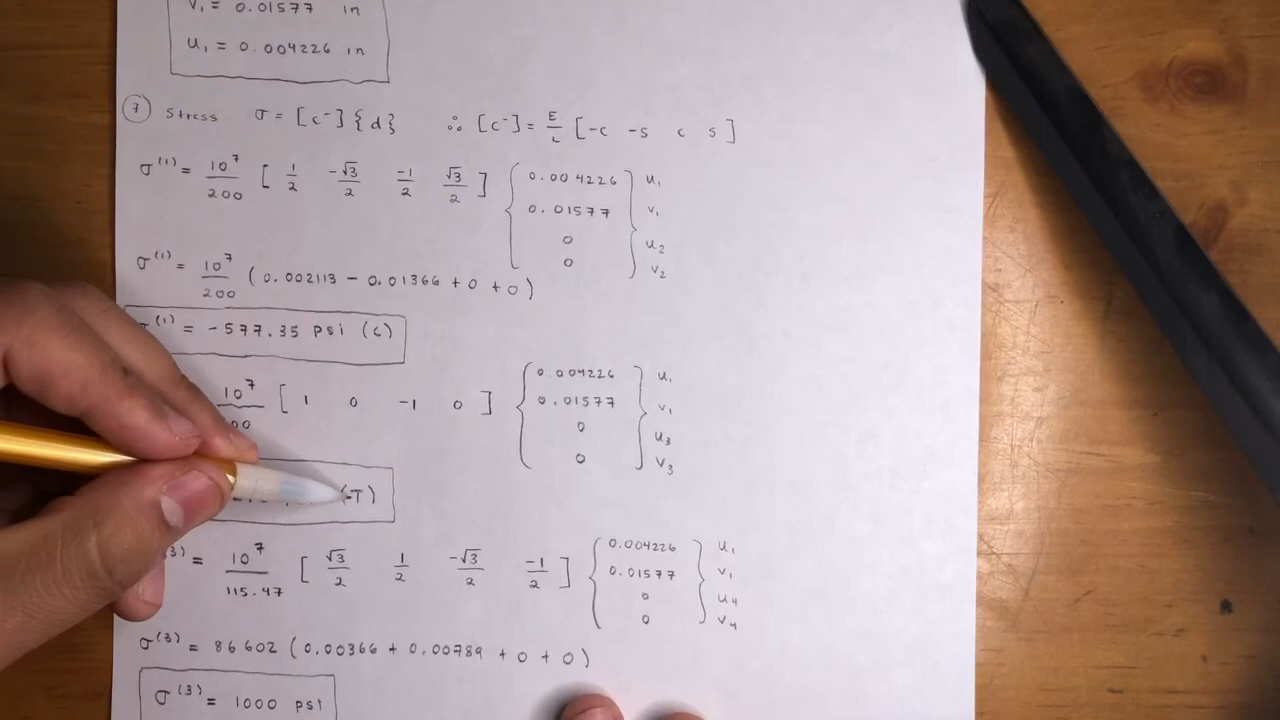 v₁ = 0.01577 in
u₁ = 0.004226 in
7 Stress σ = [c⁻] {d} ∴ [c⁻] = E/L [-c -s c s]
σ⁽¹⁾ = 10⁷/200 [1/2 -√3/2 -1/2 √3/2] {0.004226 0.01577 0 0} u₁ v₁ u₂ v₂
σ⁽¹⁾ = 10⁷/200 (0.002113 - 0.01366 + 0 + 0)
⁽¹⁾ = -577.35 psi (C)
10⁷/ 00 [1 0 -1 0] {0.004226 0.01577 0 0} u₁ v₁ u₃ v₃
(T)
⁽³⁾ = 10⁷/115.47 [√3/2 1/2 -√3/2 -1/2] {0.004226 0.01577 0 0} u₁ v₁ u₄ v₄
σ⁽³⁾ = 86602 (0.00366 + 0.00789 + 0 + 0)
σ⁽³⁾ = 1000 psi